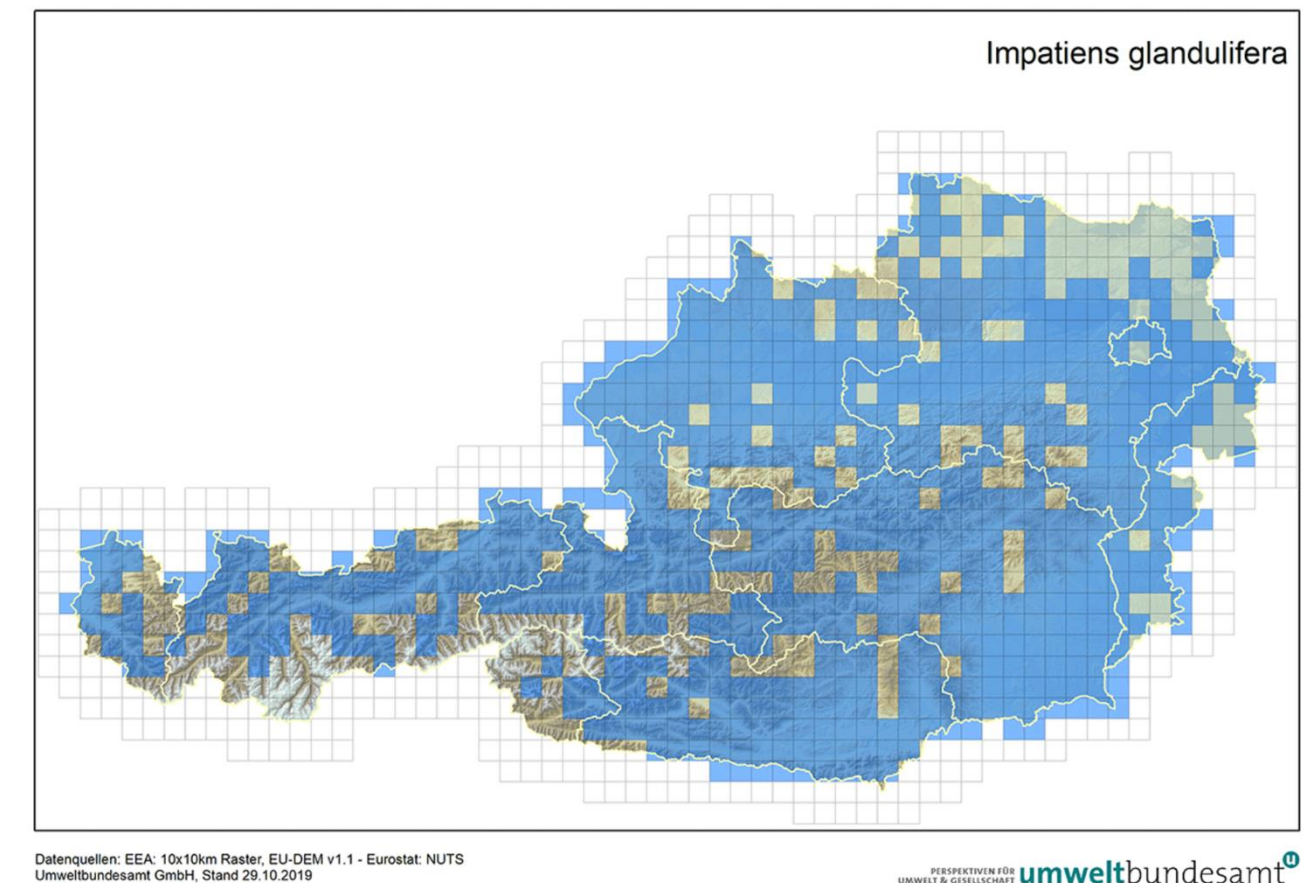 Impatiens glandulifera
Datenquellen: EEA: 10x10km Raster, EU-DEM v1.1 - Eurostat: NUTS
Umweltbundesamt GmbH, Stand 29.10.2019
PERSPEKTIVEN FÜR
UMWELT & GESELLSCHAFT umweltbundesamt u